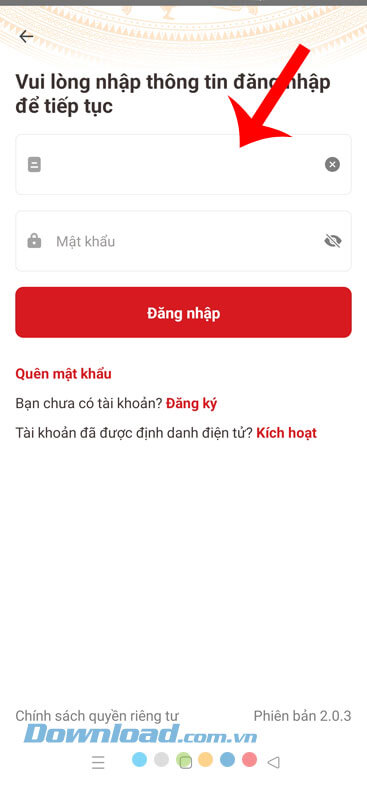 Vui lòng nhập thông tin đăng nhập
để tiếp tục
Mật khẩu
Đăng nhập
Quên mật khẩu
Bạn chưa có tài khoản? Đăng ký
Tài khoản đã được định danh điện tử? Kích hoạt
Chính sách quyền riêng tư
Phiên bản 2.0.3
Download.com.vn